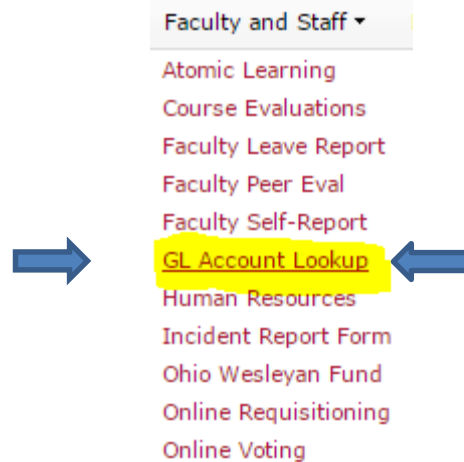 Faculty and Staff ▾
Atomic Learning
Course Evaluations
Faculty Leave Report
Faculty Peer Eval
Faculty Self-Report
GL Account Lookup
Human Resources
Incident Report Form
Ohio Wesleyan Fund
Online Requisitioning
Online Voting